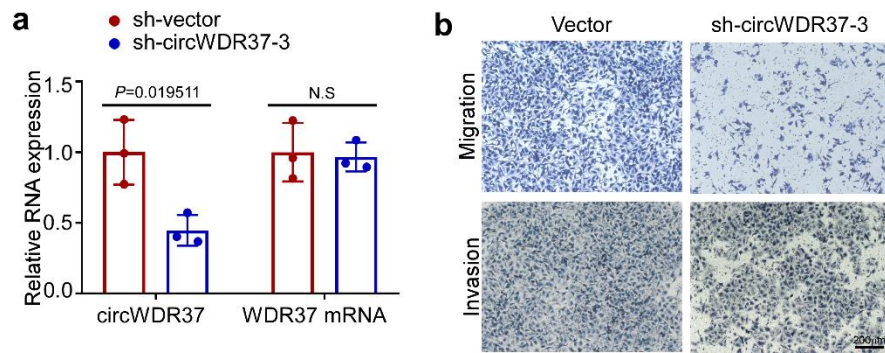 a
sh-vector
sh-circWDR37-3
Relative RNA expression
1.5
1.0
0.5
0.0
P=0.019511
N.S
circWDR37
WDR37 mRNA
b
Vector
sh-circWDR37-3
Migration
Invasion
200μm